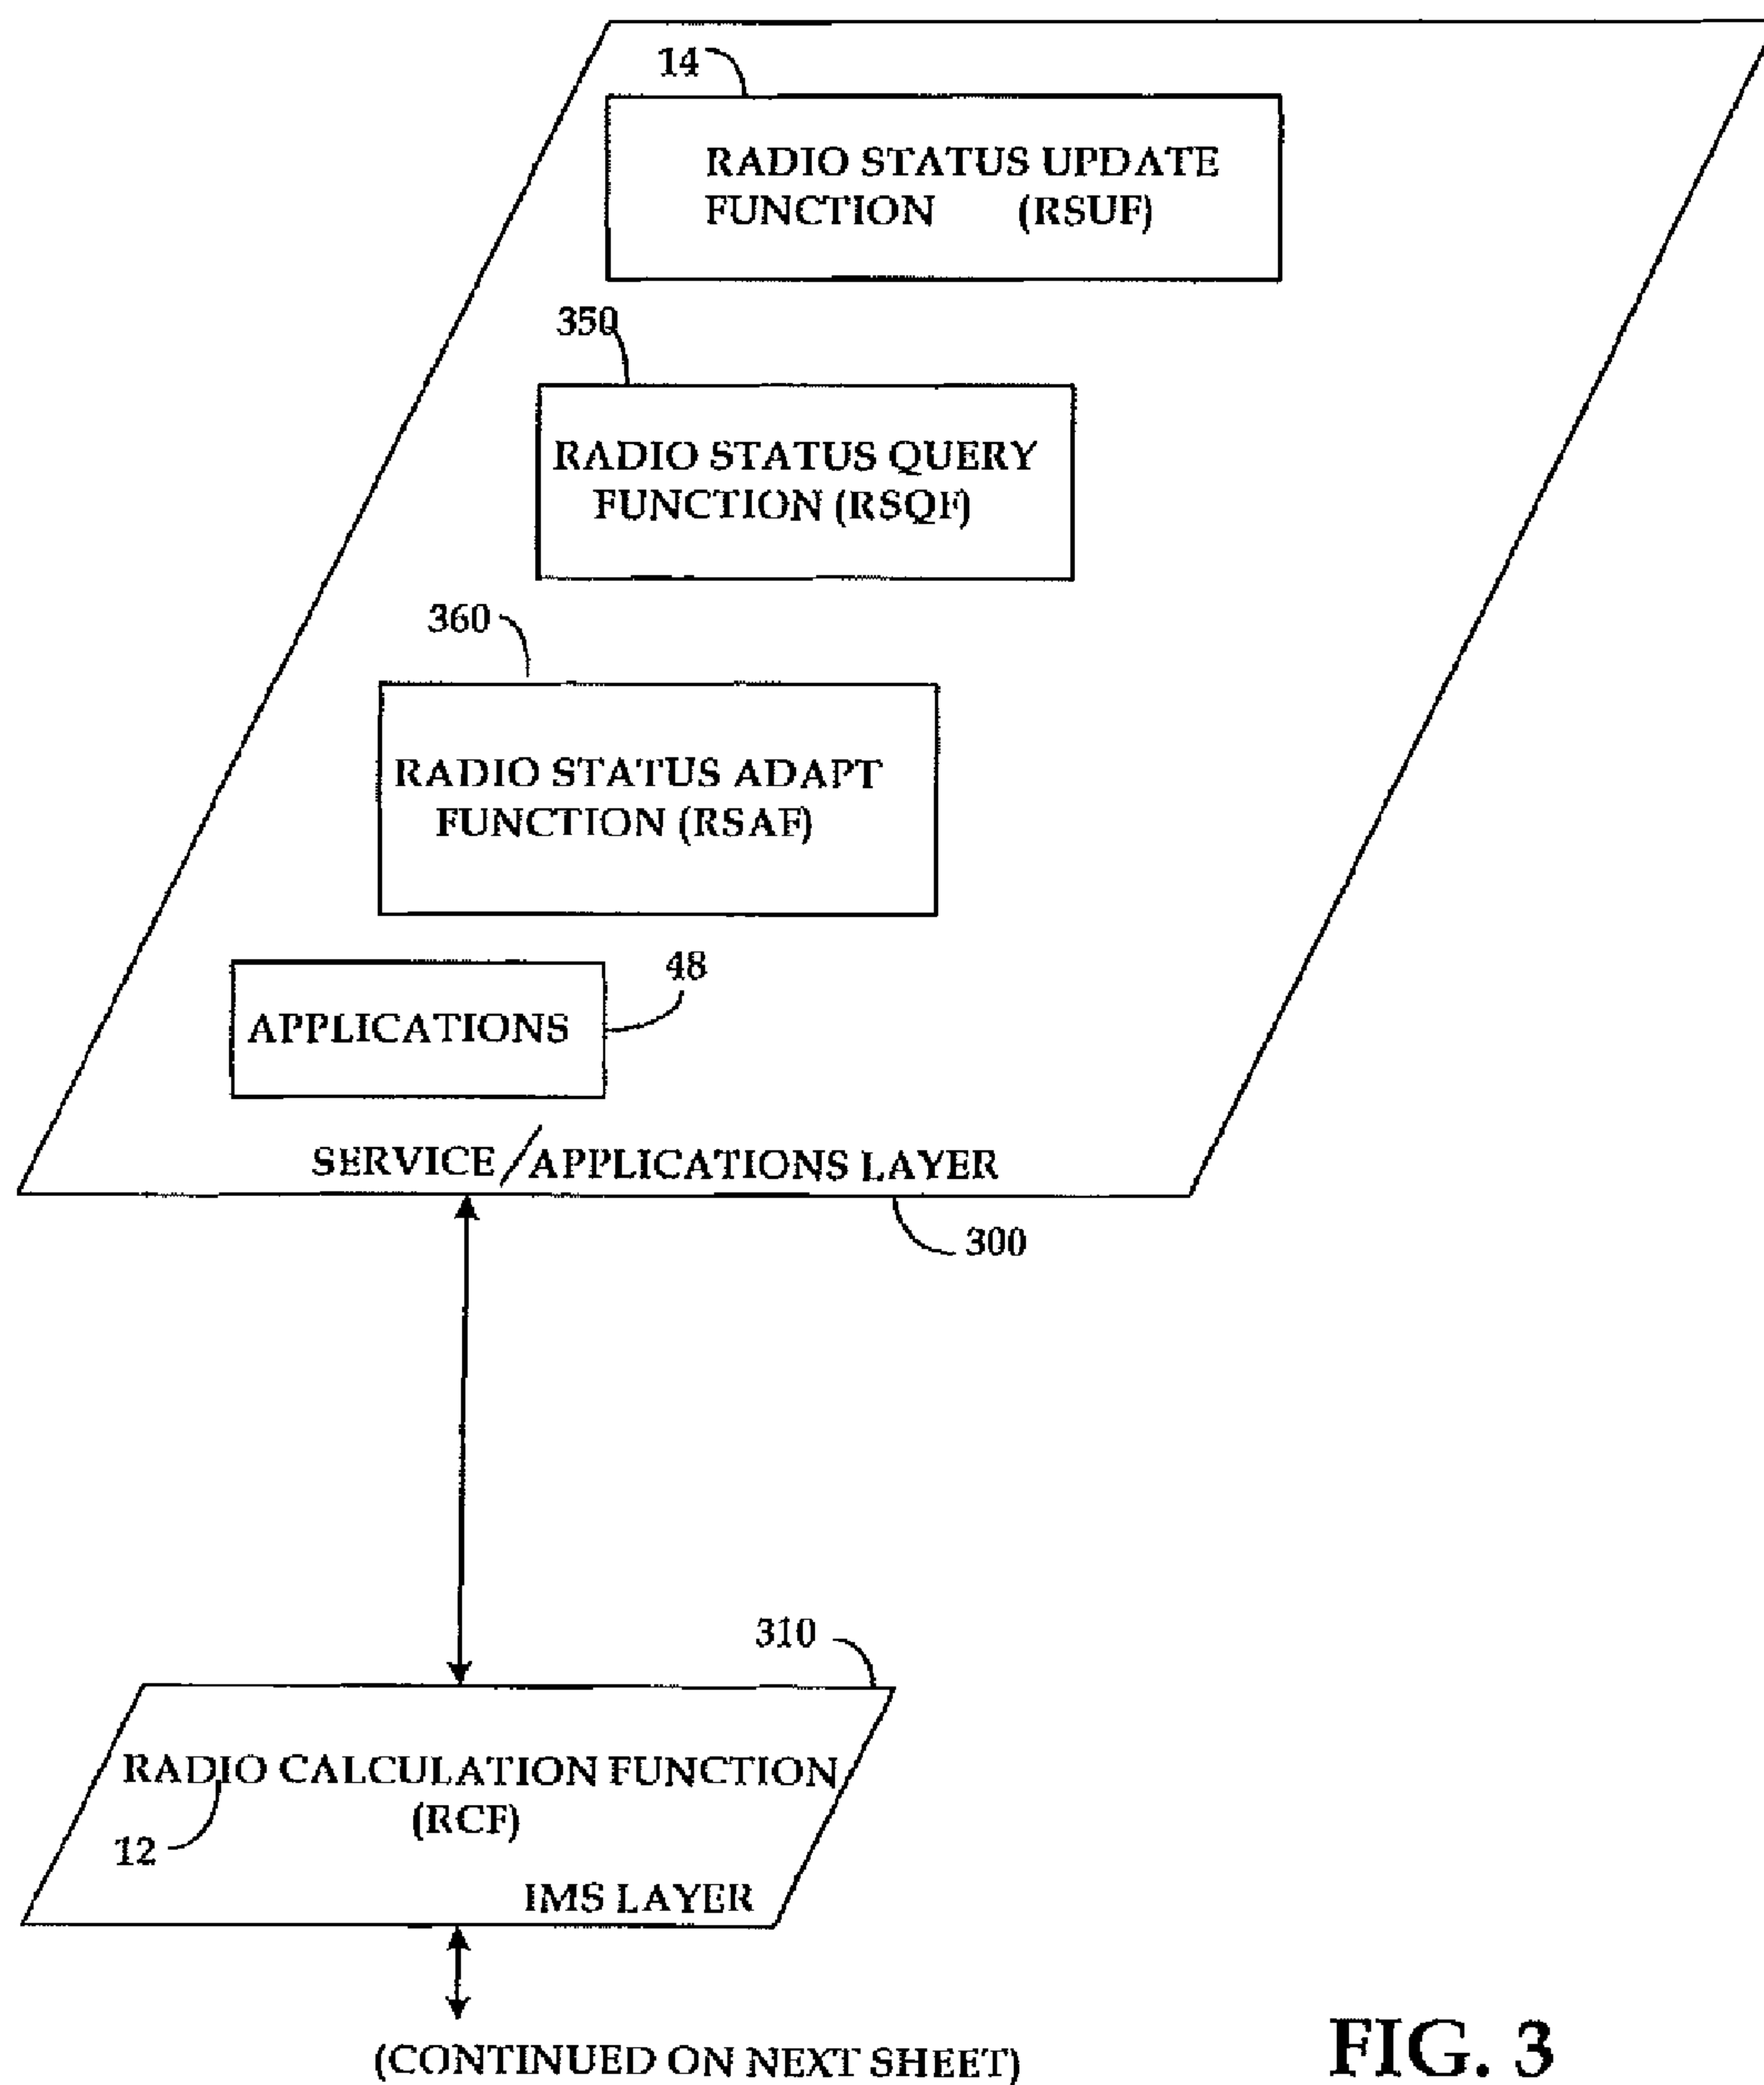 14
RADIO STATUS UPDATE
FUNCTION (RSUF)
350
RADIO STATUS QUERY
FUNCTION (RSQF)
360
RADIO STATUS ADAPT
FUNCTION (RSAF)
48
APPLICATIONS
SERVICE/APPLICATIONS LAYER
300
310
RADIO CALCULATION FUNCTION
(RCF)
12
IMS LAYER
(CONTINUED ON NEXT SHEET)
FIG. 3